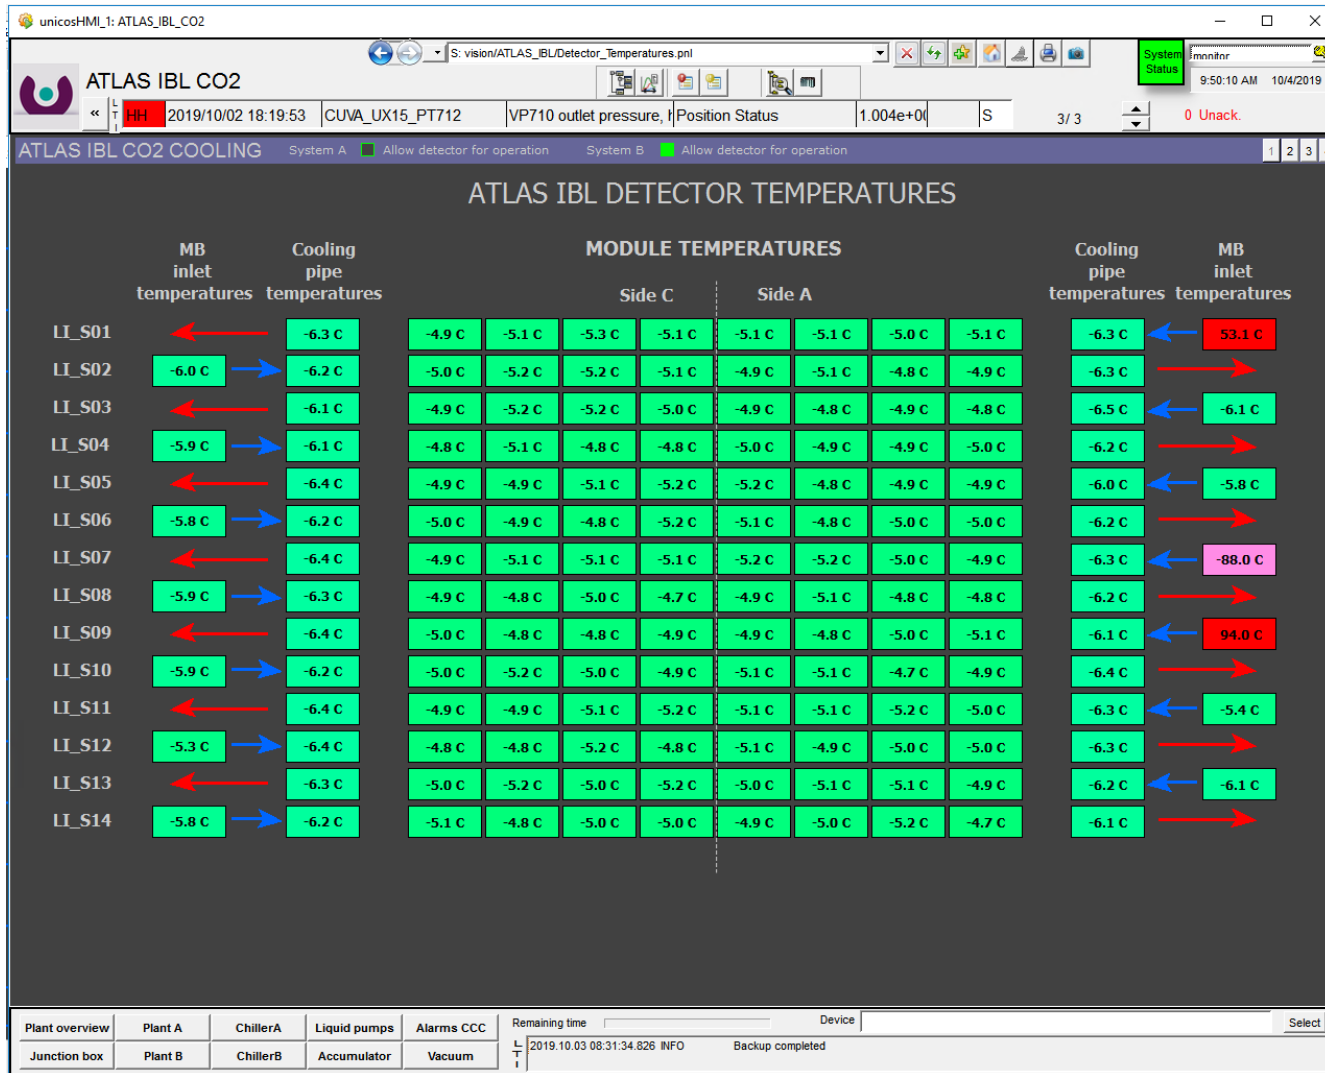 unicosHMI_1: ATLAS_IBL_CO2
S: vision/ATLAS_IBL/Detector_Temperatures.pnl
System Status
monitor
ATLAS IBL CO2
9:50:10 AM 10/4/2019
« L T I HH 2019/10/02 18:19:53 CUVA_UX15_PT712 VP710 outlet pressure, Position Status 1.004e+0 S 3/ 3 0 Unack.
ATLAS IBL CO2 COOLING System A Allow detector for operation System B Allow detector for operation 1 2 3
ATLAS IBL DETECTOR TEMPERATURES
MB inlet temperatures Cooling pipe temperatures MODULE TEMPERATURES Cooling pipe temperatures MB inlet temperatures
Side C Side A
LI_S01 -6.3 C -4.9 C -5.1 C -5.3 C -5.1 C -5.1 C -5.1 C -5.0 C -5.1 C -6.3 C 53.1 C
LI_S02 -6.0 C -6.2 C -5.0 C -5.2 C -5.2 C -5.1 C -4.9 C -5.1 C -4.8 C -4.9 C -6.3 C
LI_S03 -6.1 C -4.9 C -5.2 C -5.2 C -5.0 C -4.9 C -4.8 C -4.9 C -4.8 C -6.5 C -6.1 C
LI_S04 -5.9 C -6.1 C -4.8 C -5.1 C -4.8 C -4.8 C -5.0 C -4.9 C -4.9 C -5.0 C -6.2 C
LI_S05 -6.4 C -4.9 C -4.9 C -5.1 C -5.2 C -5.2 C -4.8 C -4.9 C -4.9 C -6.0 C -5.8 C
LI_S06 -5.8 C -6.2 C -5.0 C -4.9 C -4.8 C -5.2 C -5.1 C -4.8 C -5.0 C -5.0 C -6.2 C
LI_S07 -6.4 C -4.9 C -5.1 C -5.1 C -5.1 C -5.2 C -5.2 C -5.0 C -4.9 C -6.3 C -88.0 C
LI_S08 -5.9 C -6.3 C -4.9 C -4.8 C -5.0 C -4.7 C -4.9 C -5.1 C -4.8 C -4.8 C -6.2 C
LI_S09 -6.4 C -5.0 C -4.8 C -4.8 C -4.9 C -4.9 C -4.8 C -5.0 C -5.1 C -6.1 C 94.0 C
LI_S10 -5.9 C -6.2 C -5.0 C -5.2 C -5.0 C -4.9 C -5.1 C -5.1 C -4.7 C -4.9 C -6.4 C
LI_S11 -6.4 C -4.9 C -4.9 C -5.1 C -5.2 C -5.1 C -5.1 C -5.2 C -5.0 C -6.3 C -5.4 C
LI_S12 -5.3 C -6.4 C -4.8 C -4.8 C -5.2 C -4.8 C -5.1 C -4.9 C -5.0 C -5.0 C -6.3 C
LI_S13 -6.3 C -5.0 C -5.2 C -5.0 C -5.2 C -5.0 C -5.1 C -5.1 C -4.9 C -6.2 C -6.1 C
LI_S14 -5.8 C -6.2 C -5.1 C -4.8 C -5.0 C -5.0 C -4.9 C -5.0 C -5.2 C -4.7 C -6.1 C
Plant overview Plant A ChillerA Liquid pumps Alarms CCC Remaining time Device Select
Junction box Plant B ChillerB Accumulator Vacuum L T I 2019.10.03 08:31:34.826 INFO Backup completed